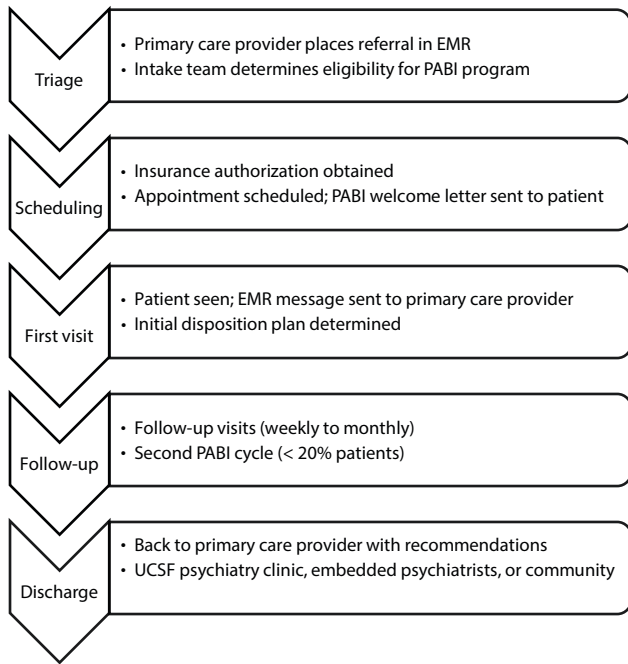 Triage
• Primary care provider places referral in EMR
• Intake team determines eligibility for PABI program
Scheduling
• Insurance authorization obtained
• Appointment scheduled; PABI welcome letter sent to patient
First visit
• Patient seen; EMR message sent to primary care provider
• Initial disposition plan determined
Follow-up
• Follow-up visits (weekly to monthly)
• Second PABI cycle (< 20% patients)
Discharge
• Back to primary care provider with recommendations
• UCSF psychiatry clinic, embedded psychiatrists, or community